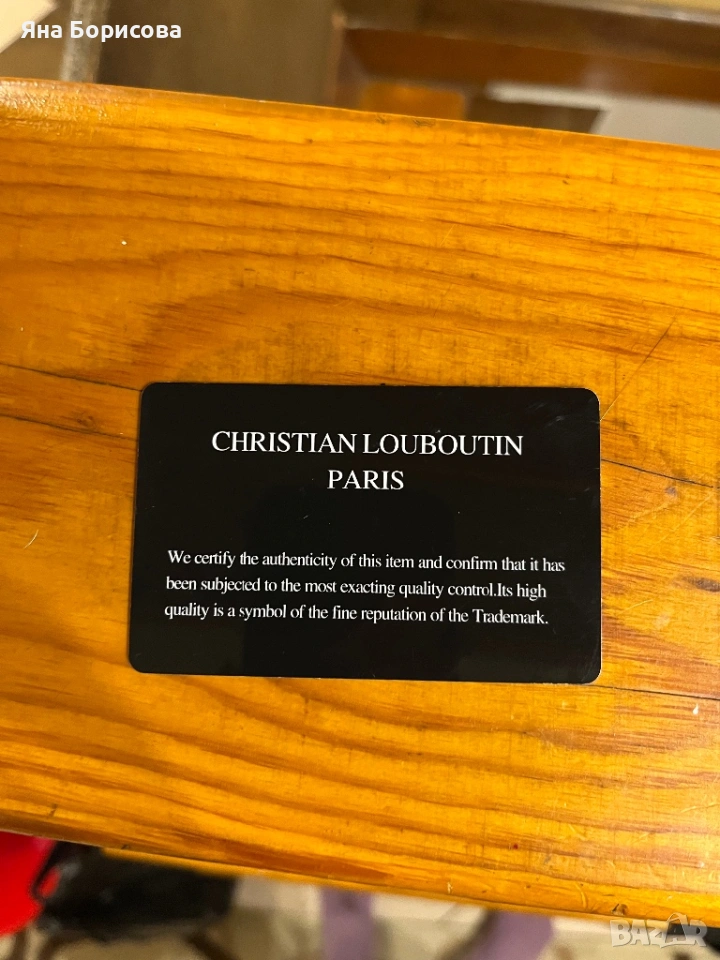 Яна Борисова
CHRISTIAN LOUBOUTIN
PARIS
We certify the authenticity of this item and confirm that it has
been subjected to the most exacting quality control.Its high
quality is a symbol of the fine reputation of the Trademark.
BAZAR